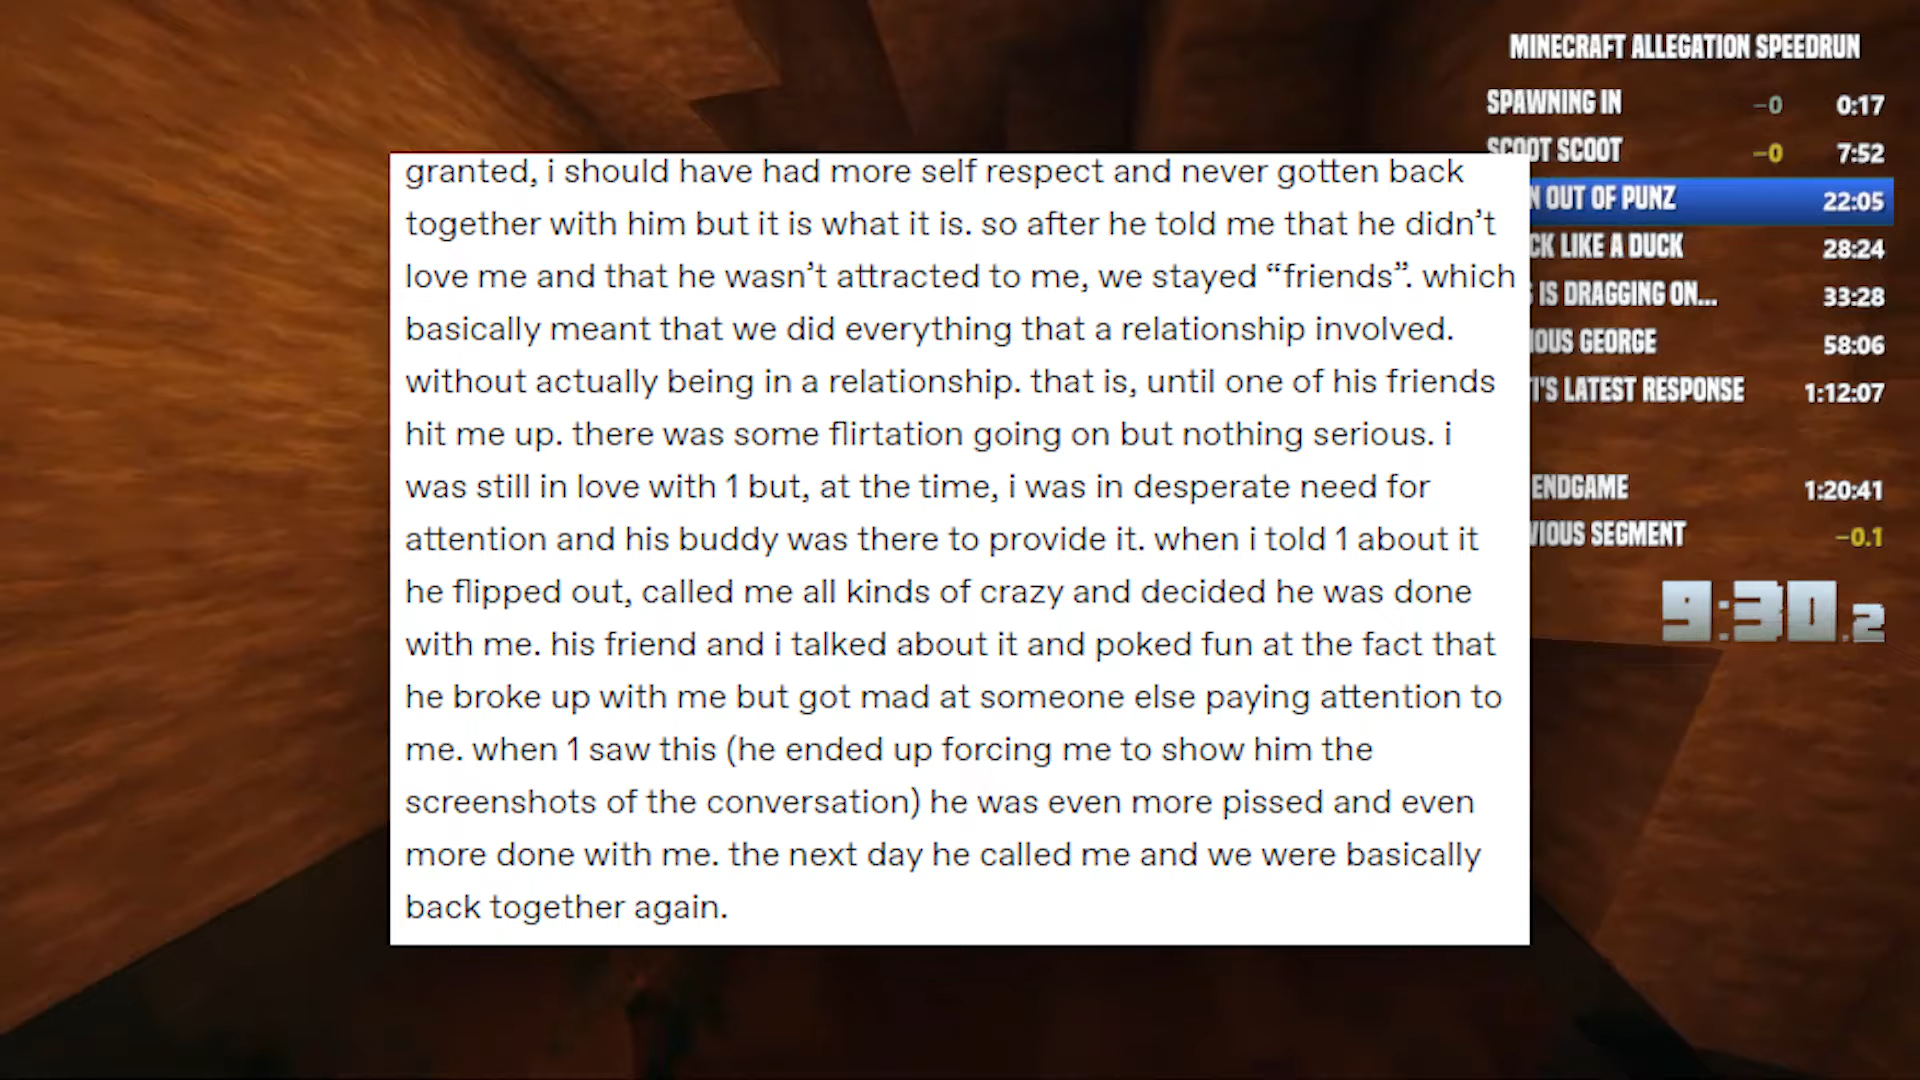 MINECRAFT ALLEGATION SPEEDRUN
SPAWNING IN -0 0:17
SCOOT SCOOT -0 7:52
N OUT OF PUNZ 22:05
CK LIKE A DUCK 28:24
IS DRAGGING ON... 33:28
IOUS GEORGE 58:06
I'S LATEST RESPONSE 1:12:07
ENDGAME 1:20:41
VIOUS SEGMENT -0.1
9:30.2
granted, i should have had more self respect and never gotten back
together with him but it is what it is. so after he told me that he didn’t
love me and that he wasn’t attracted to me, we stayed “friends”. which
basically meant that we did everything that a relationship involved.
without actually being in a relationship. that is, until one of his friends
hit me up. there was some flirtation going on but nothing serious. i
was still in love with 1 but, at the time, i was in desperate need for
attention and his buddy was there to provide it. when i told 1 about it
he flipped out, called me all kinds of crazy and decided he was done
with me. his friend and i talked about it and poked fun at the fact that
he broke up with me but got mad at someone else paying attention to
me. when 1 saw this (he ended up forcing me to show him the
screenshots of the conversation) he was even more pissed and even
more done with me. the next day he called me and we were basically
back together again.